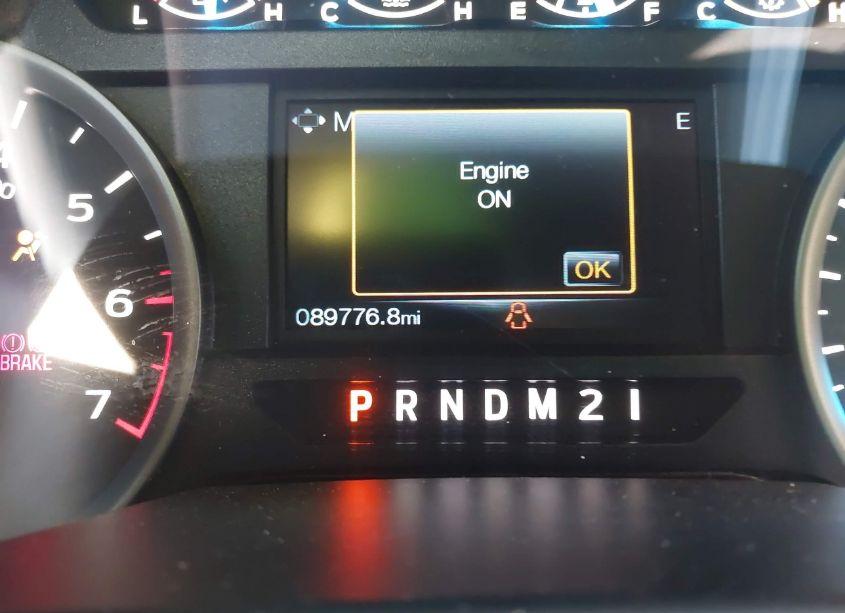 L H C H E F C H
M
E
Engine
ON
OK
5
6
7
089776.8mi
BRAKE
P R N D M 2 1